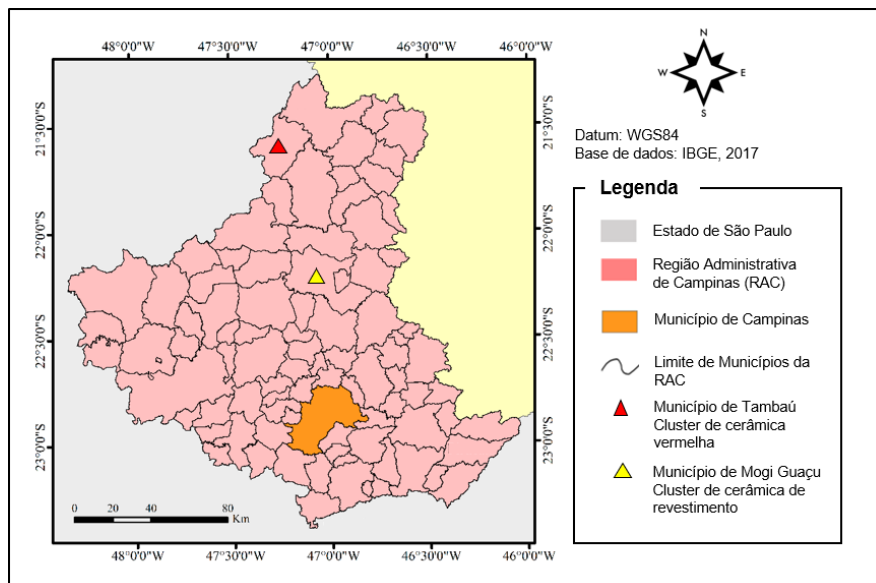 48°0'0"W 47°30'0"W 47°0'0"W 46°30'0"W 46°0'0"W
N
W E
S
21°30'0"S 21°30'0"S
Datum: WGS84
Base de dados: IBGE, 2017
Legenda
Estado de São Paulo
22°0'0"S 22°0'0"S
Região Administrativa
de Campinas (RAC)
Município de Campinas
22°30'0"S 22°30'0"S
Limite de Municípios da
RAC
Município de Tambaú
Cluster de cerâmica
vermelha
23°0'0"S 23°0'0"S
Município de Mogi Guaçu
Cluster de cerâmica de
revestimento
0 20 40 80
Km
48°0'0"W 47°30'0"W 47°0'0"W 46°30'0"W 46°0'0"W